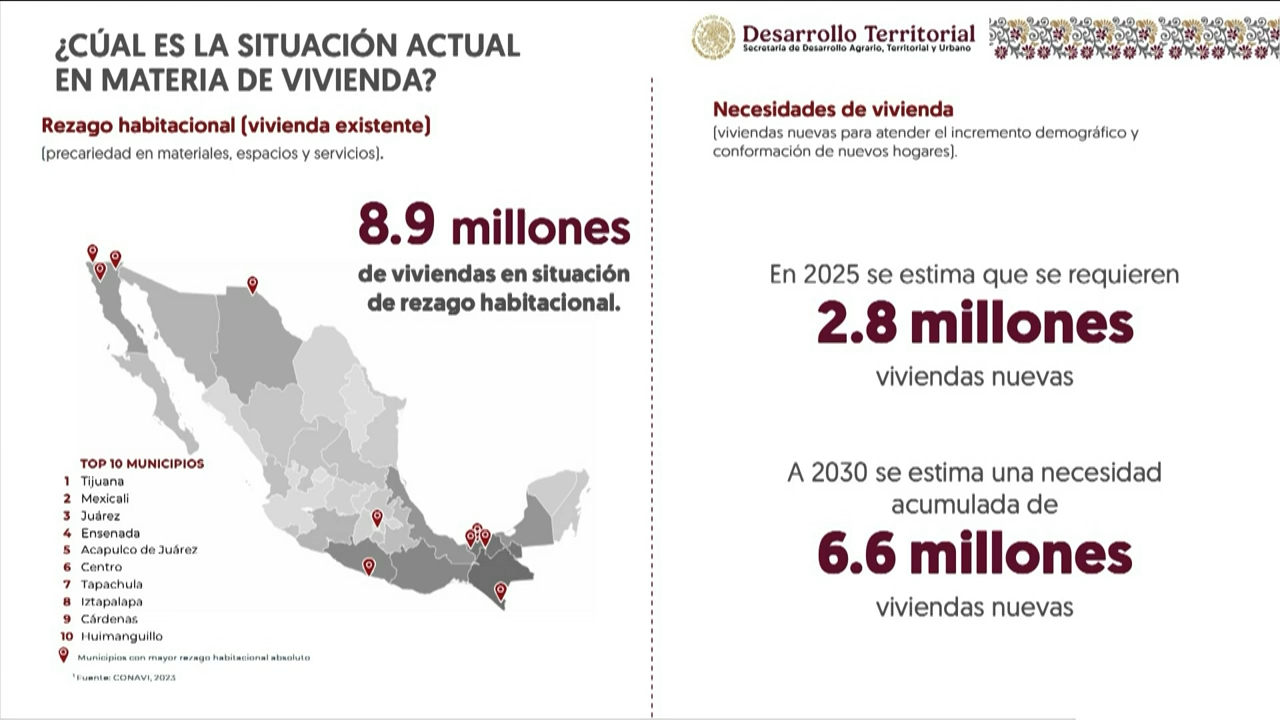 ¿CÚAL ES LA SITUACIÓN ACTUAL
EN MATERIA DE VIVIENDA?
Rezago habitacional (vivienda existente)
(precariedad en materiales, espacios y servicios).
8.9 millones
de viviendas en situación
de rezago habitacional.
TOP 10 MUNICIPIOS
1 Tijuana
2 Mexicali
3 Juárez
4 Ensenada
5 Acapulco de Juárez
6 Centro
7 Tapachula
8 Iztapalapa
9 Cárdenas
10 Huimanguillo
Municipios con mayor rezago habitacional absoluto
¹Fuente: CONAVI, 2023
Desarrollo Territorial
Secretaría de Desarrollo Agrario, Territorial y Urbano
Necesidades de vivienda
(viviendas nuevas para atender el incremento demográfico y
conformación de nuevos hogares).
En 2025 se estima que se requieren
2.8 millones
viviendas nuevas
A 2030 se estima una necesidad
acumulada de
6.6 millones
viviendas nuevas